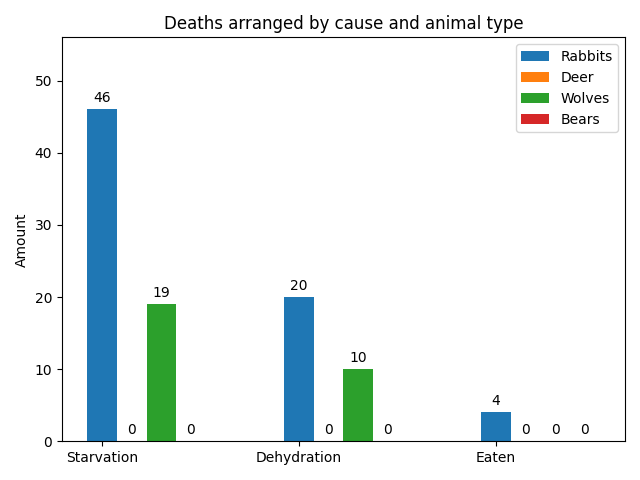 Deaths arranged by cause and animal type
Rabbits
Deer
Wolves
Bears
Amount
50
40
30
20
10
0
46
0
19
0
20
0
10
0
4
0
0
0
Starvation
Dehydration
Eaten